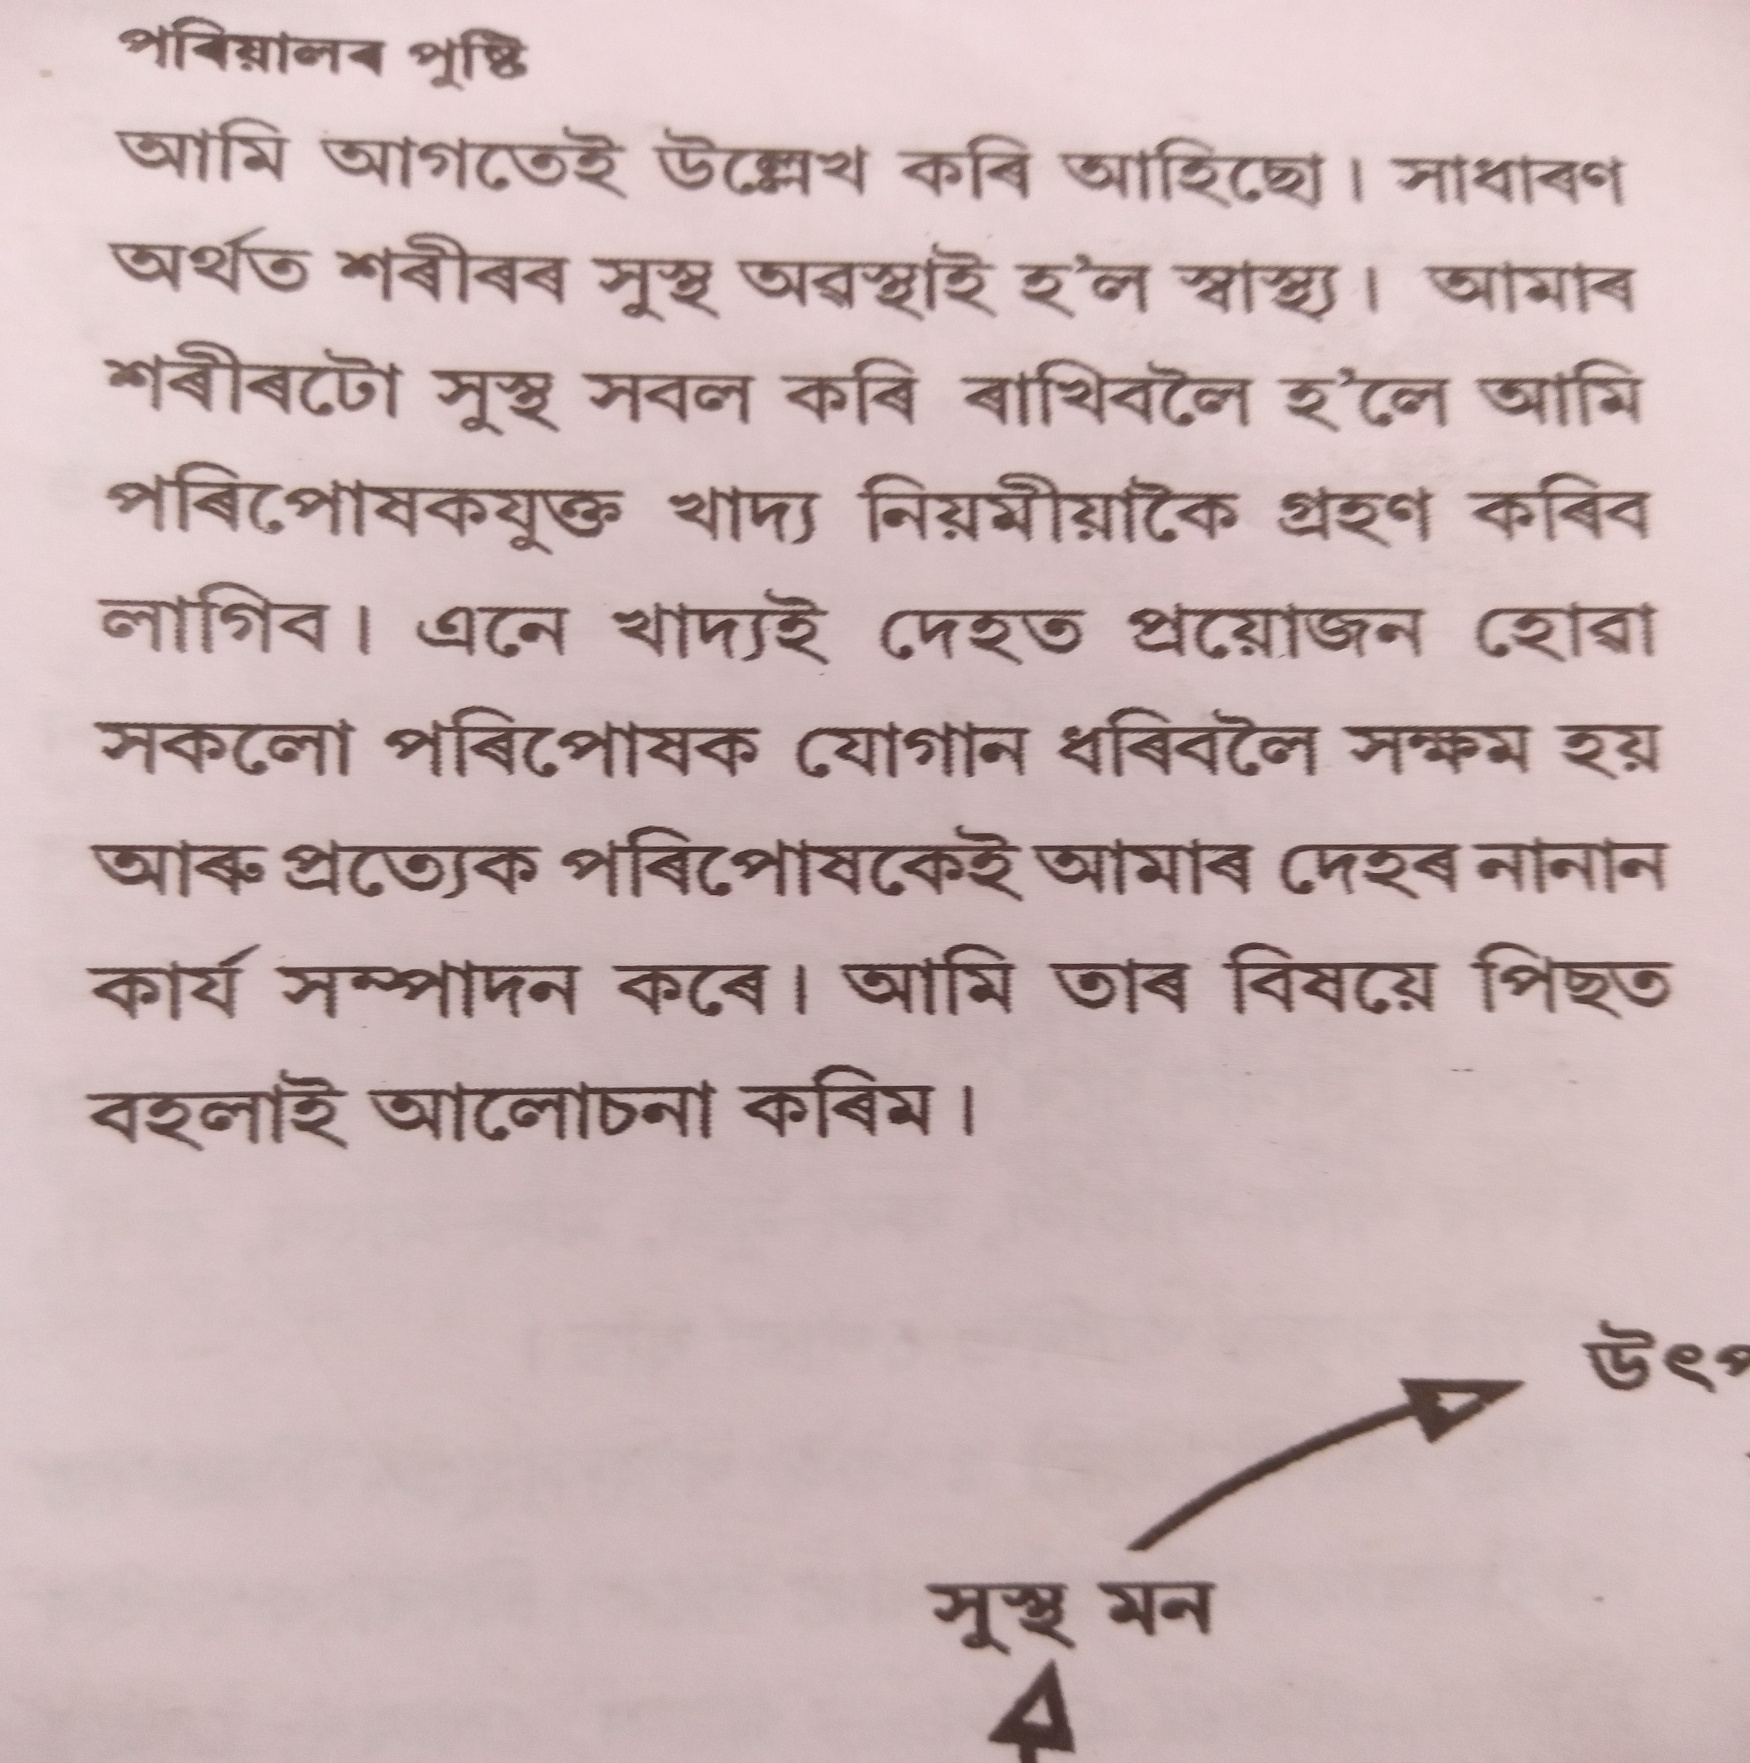 পৰিয়ালৰ পুষ্টি
আমি আগতেই উল্লেখ কৰি আহিছো। সাধাৰণ
অৰ্থত শৰীৰৰ সুস্থ অৱস্থাই হ'ল স্বাস্থ্য। আমাৰ
শৰীৰটো সুস্থ সবল কৰি ৰাখিবলৈ হ'লে আমি
পৰিপোষকযুক্ত খাদ্য নিয়মীয়াকৈ গ্ৰহণ কৰিব
লাগিব। এনে খাদ্যই দেহত প্ৰয়োজন হোৱা
সকলো পৰিপোষক যোগান ধৰিবলৈ সক্ষম হয়
আৰু প্ৰত্যেক পৰিপোষকেই আমাৰ দেহৰ নানান
কাৰ্য সম্পাদন কৰে। আমি তাৰ বিষয়ে পিছত
বহলাই আলোচনা কৰিম।
সুস্থ মন